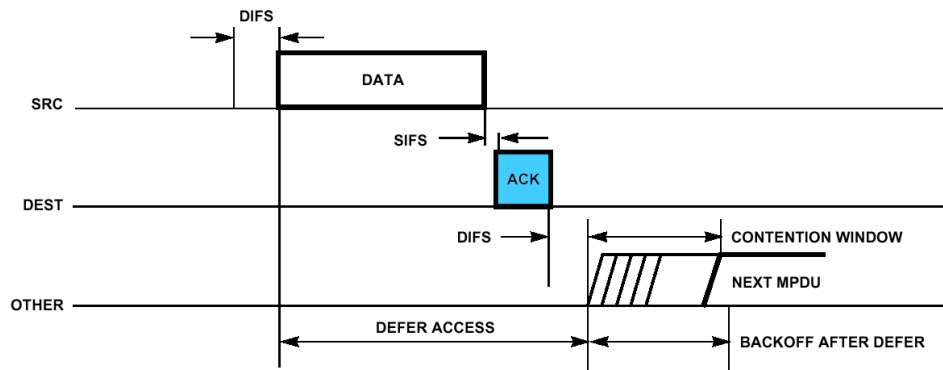 DIFS
DATA
SRC
SIFS
ACK
DEST
DIFS
CONTENTION WINDOW
NEXT MPDU
OTHER
DEFER ACCESS
BACKOFF AFTER DEFER